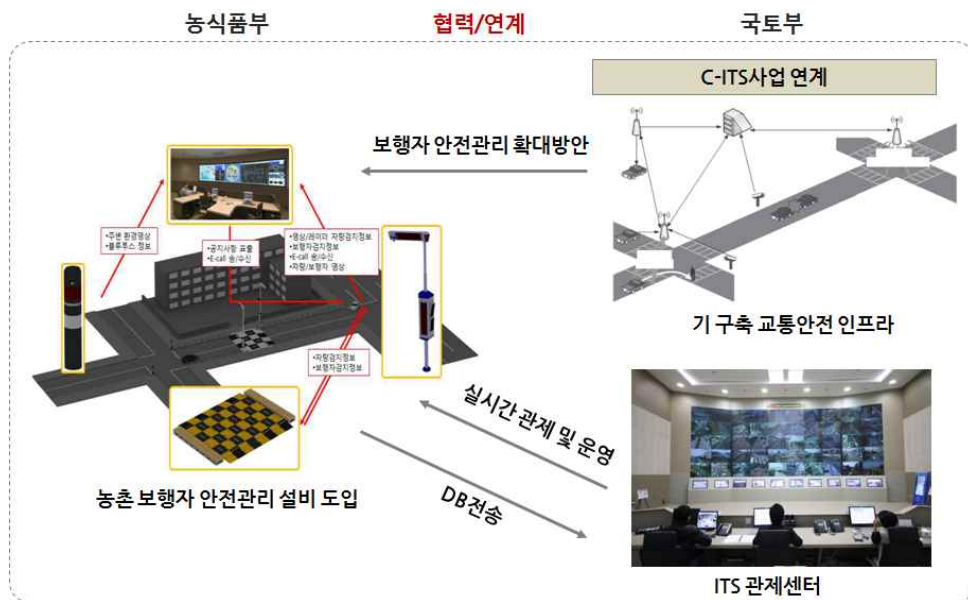 농식품부
협력/연계
국토부
C-ITS사업 연계
보행자 안전관리 확대방안
•주변 환경영상
•블루투스 정보
•공지사항 표출
•E-call 송/수신
•영상/레이더 차량검지정보
•보행자검지정보
•E-call 송/수신
•차량/보행자 영상
기 구축 교통안전 인프라
•차량검지정보
•보행자검지정보
실시간 관제 및 운영
DB전송
농촌 보행자 안전관리 설비 도입
ITS 관제센터